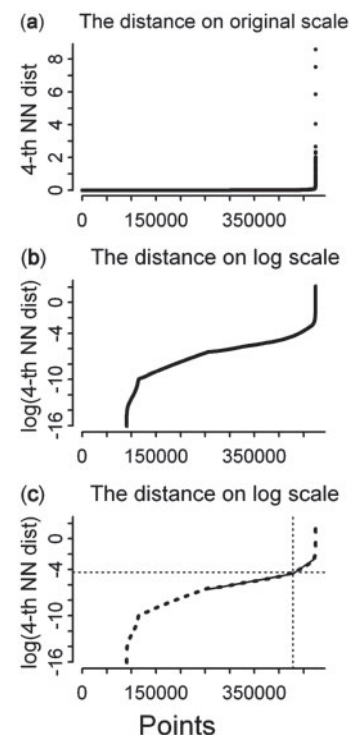 (a) The distance on original scale
4-th NN dist
8
6
4
2
0
0 150000 350000
(b) The distance on log scale
log(4-th NN dist)
0
-4
-10
-16
0 150000 350000
(c) The distance on log scale
log(4-th NN dist)
0
-4
-10
-16
0 150000 350000
Points